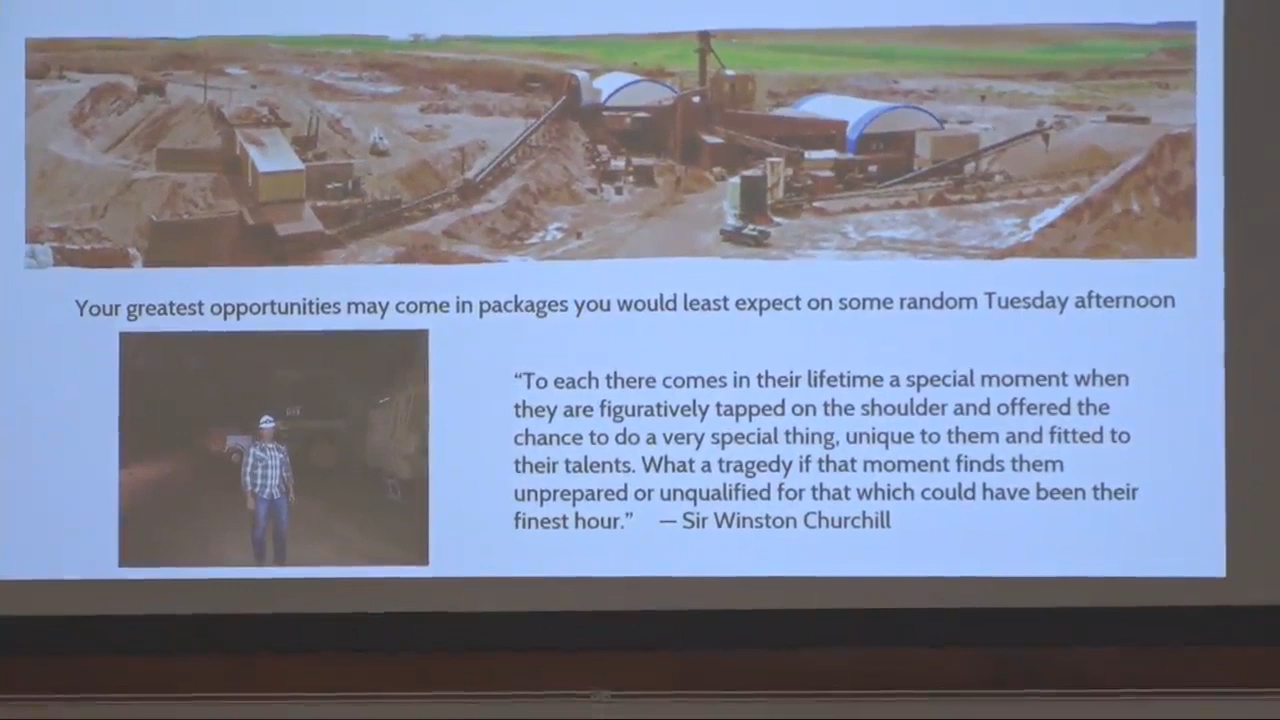 Your greatest opportunities may come in packages you would least expect on some random Tuesday afternoon
“To each there comes in their lifetime a special moment when
they are figuratively tapped on the shoulder and offered the
chance to do a very special thing, unique to them and fitted to
their talents. What a tragedy if that moment finds them
unprepared or unqualified for that which could have been their
finest hour.” — Sir Winston Churchill